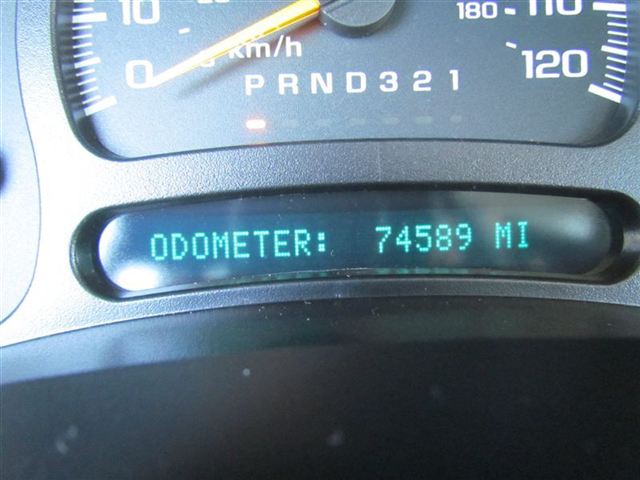 10 180 110
0 km/h 120
PRND321
ODOMETER: 74589 MI